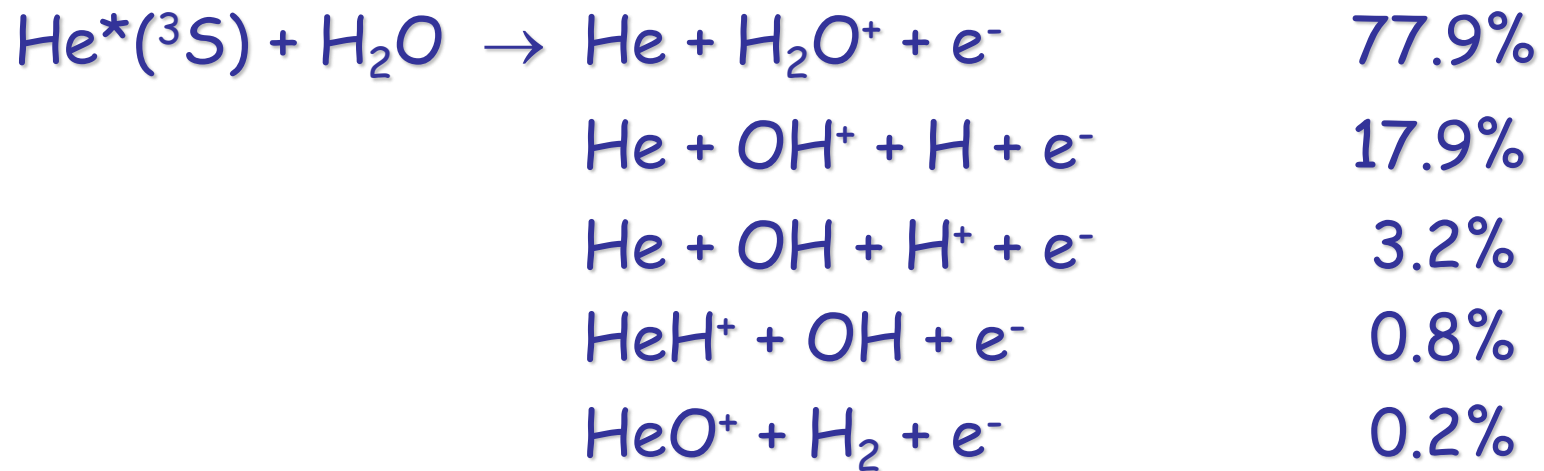 He*(³S) + H₂O → He + H₂O⁺ + e⁻ 77.9%
He + OH⁺ + H + e⁻ 17.9%
He + OH + H⁺ + e⁻ 3.2%
HeH⁺ + OH + e⁻ 0.8%
HeO⁺ + H₂ + e⁻ 0.2%